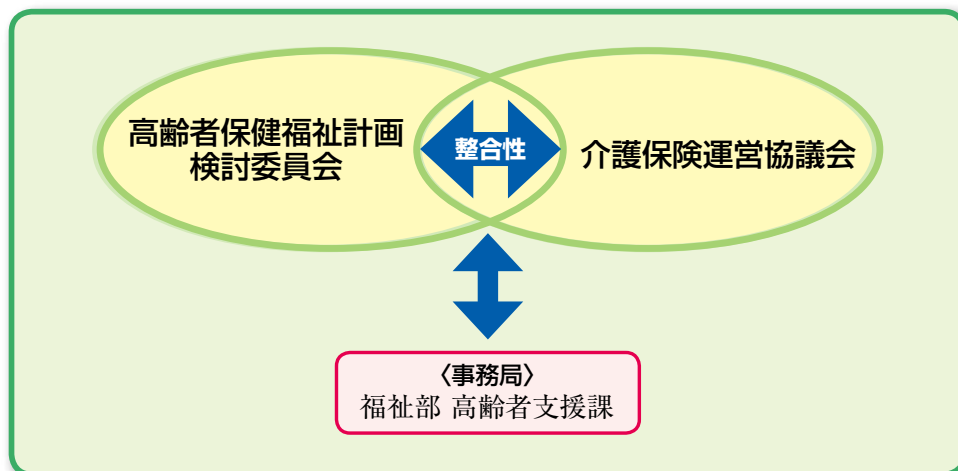 高齢者保健福祉計画
検討委員会
整合性
介護保険運営協議会
〈事務局〉
福祉部 高齢者支援課